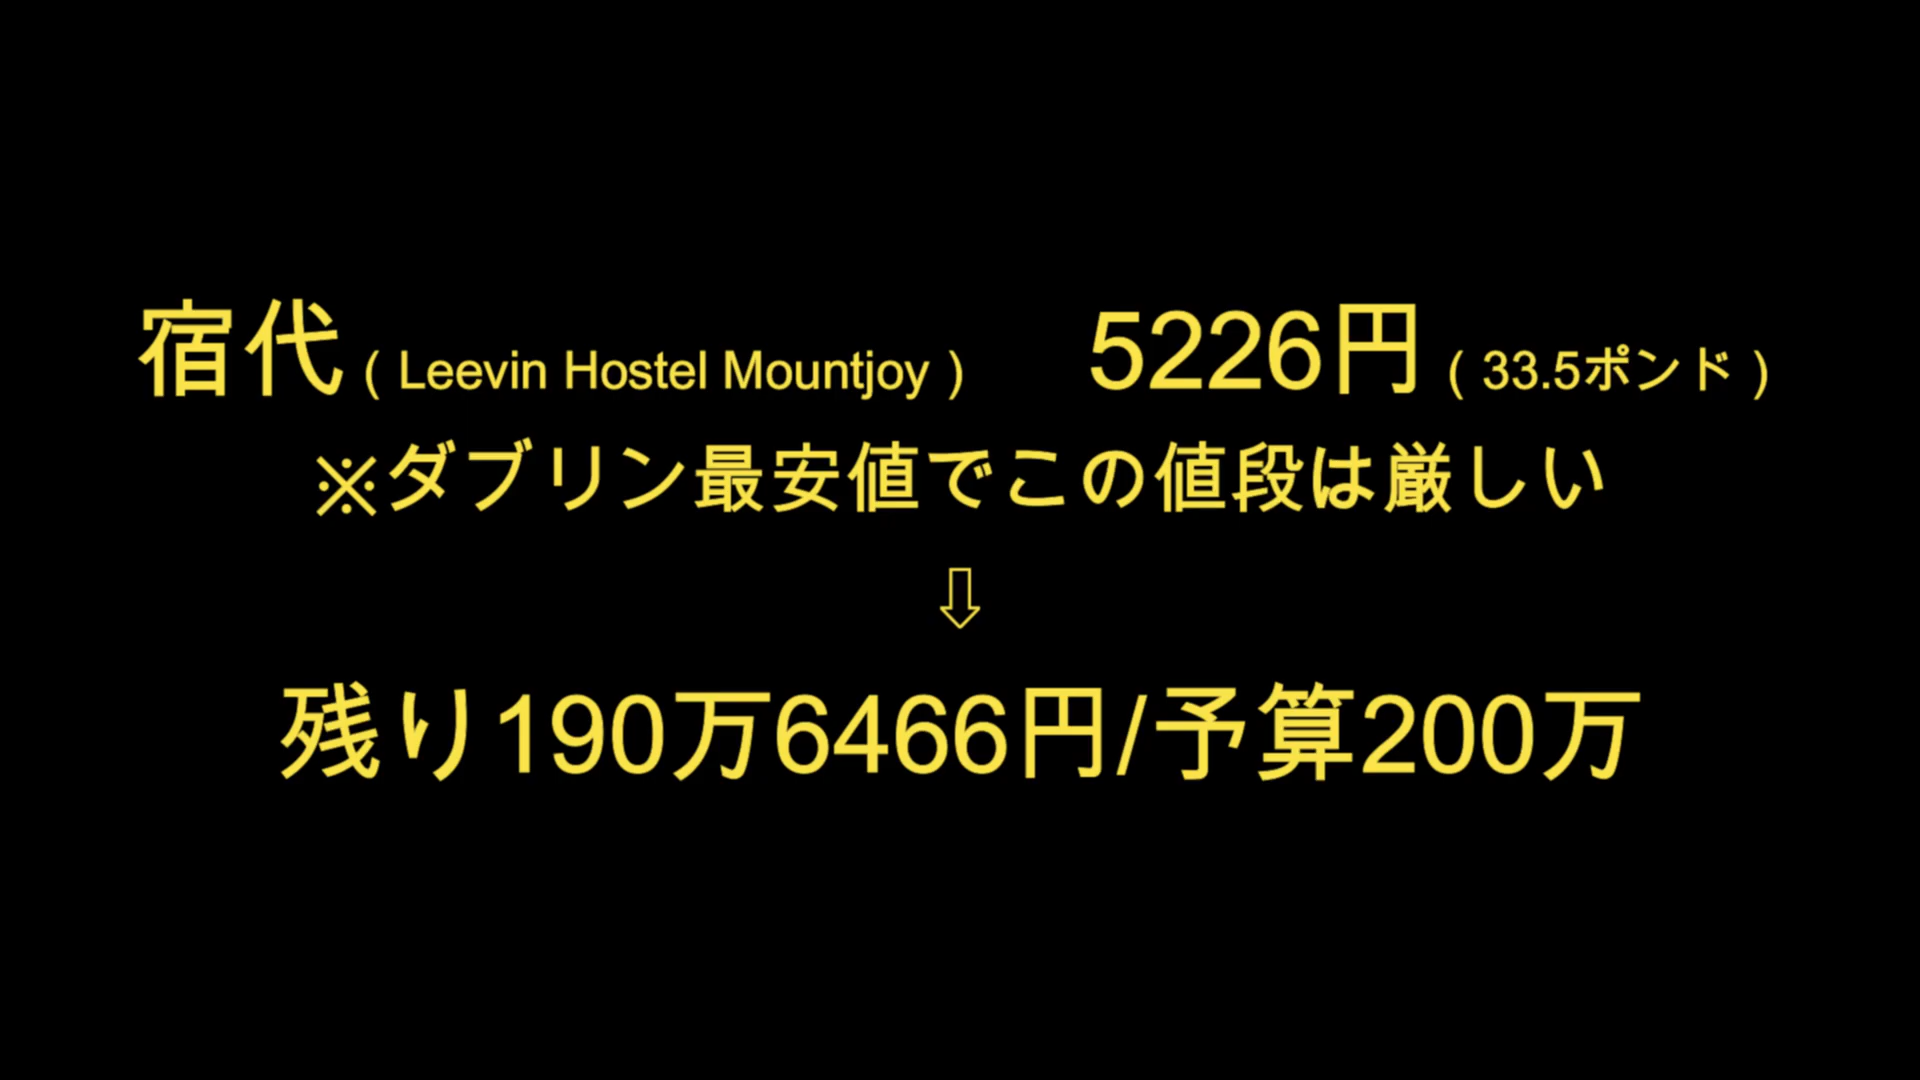 宿代( Leevin Hostel Mountjoy ) 5226円( 33.5ポンド )
※ダブリン最安値でこの値段は厳しい
⇩
残り190万6466円/予算200万